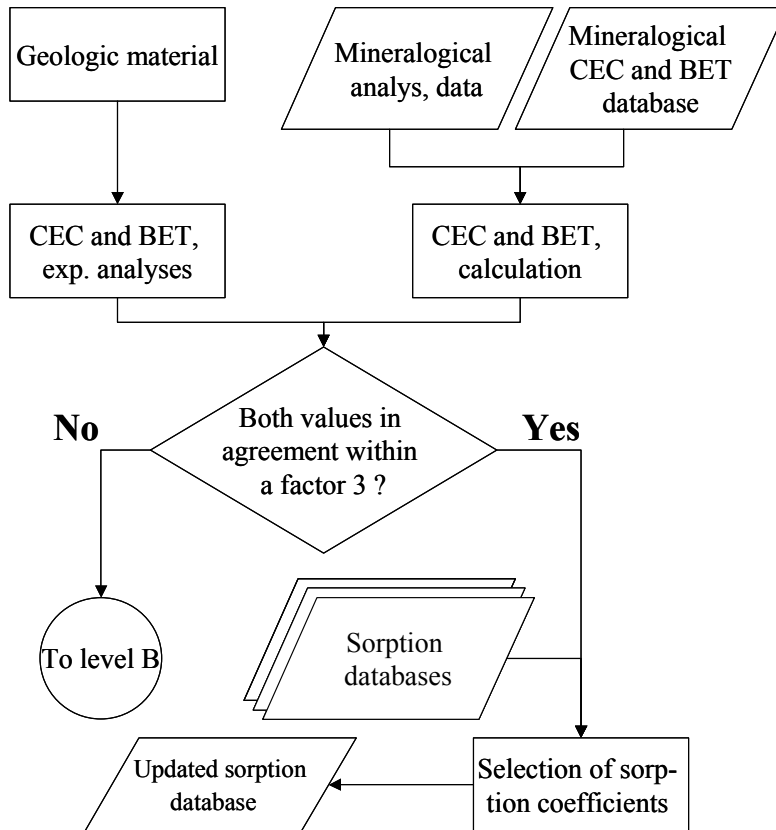 Geologic material
Mineralogical
analys, data
Mineralogical
CEC and BET
database
CEC and BET,
exp. analyses
CEC and BET,
calculation
Both values in
agreement within
a factor 3 ?
No
Yes
To level B
Sorption
databases
Updated sorption
database
Selection of sorp-
tion coefficients